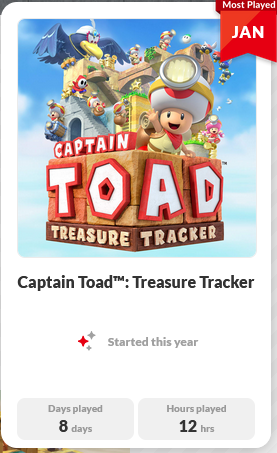 Most Played
JAN
CAPTAIN
TOAD™
TREASURE TRACKER
Captain Toad™: Treasure Tracker
Started this year
Days played
8 days
Hours played
12 hrs